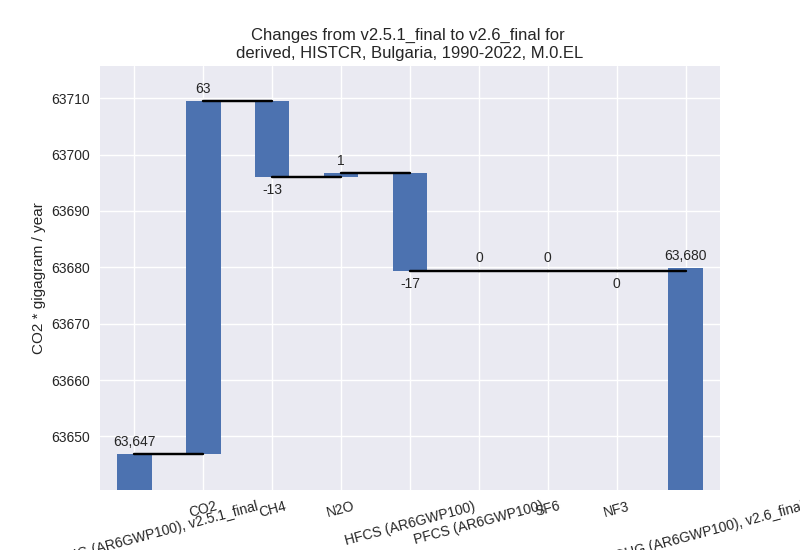 Changes from v2.5.1_final to v2.6_final for
derived, HISTCR, Bulgaria, 1990-2022, M.0.EL
CO2 * gigagram / year
63710
63700
63690
63680
63670
63660
63650
63,647
63
-13
1
-17
0
0
0
63,680
(AR6GWP100), v2.5.1_final
CO2
CH4
N2O
HFCS (AR6GWP100)
PFCS (AR6GWP100)
SF6
NF3
(AR6GWP100), v2.6_final